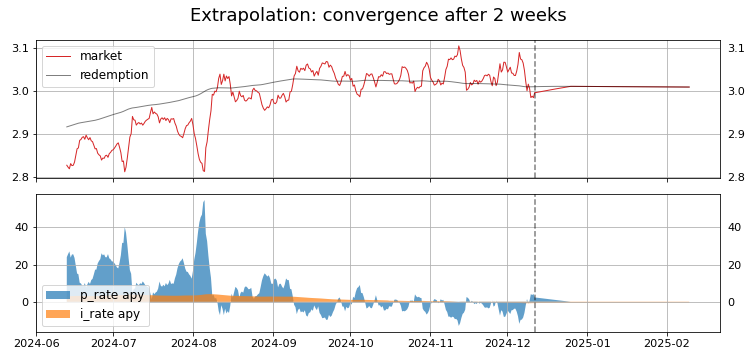 Extrapolation: convergence after 2 weeks
3.1
3.0
2.9
2.8
market
redemption
3.1
3.0
2.9
2.8
40
20
0
p_rate apy
i_rate apy
40
20
0
2024-06 2024-07 2024-08 2024-09 2024-10 2024-11 2024-12 2025-01 2025-02